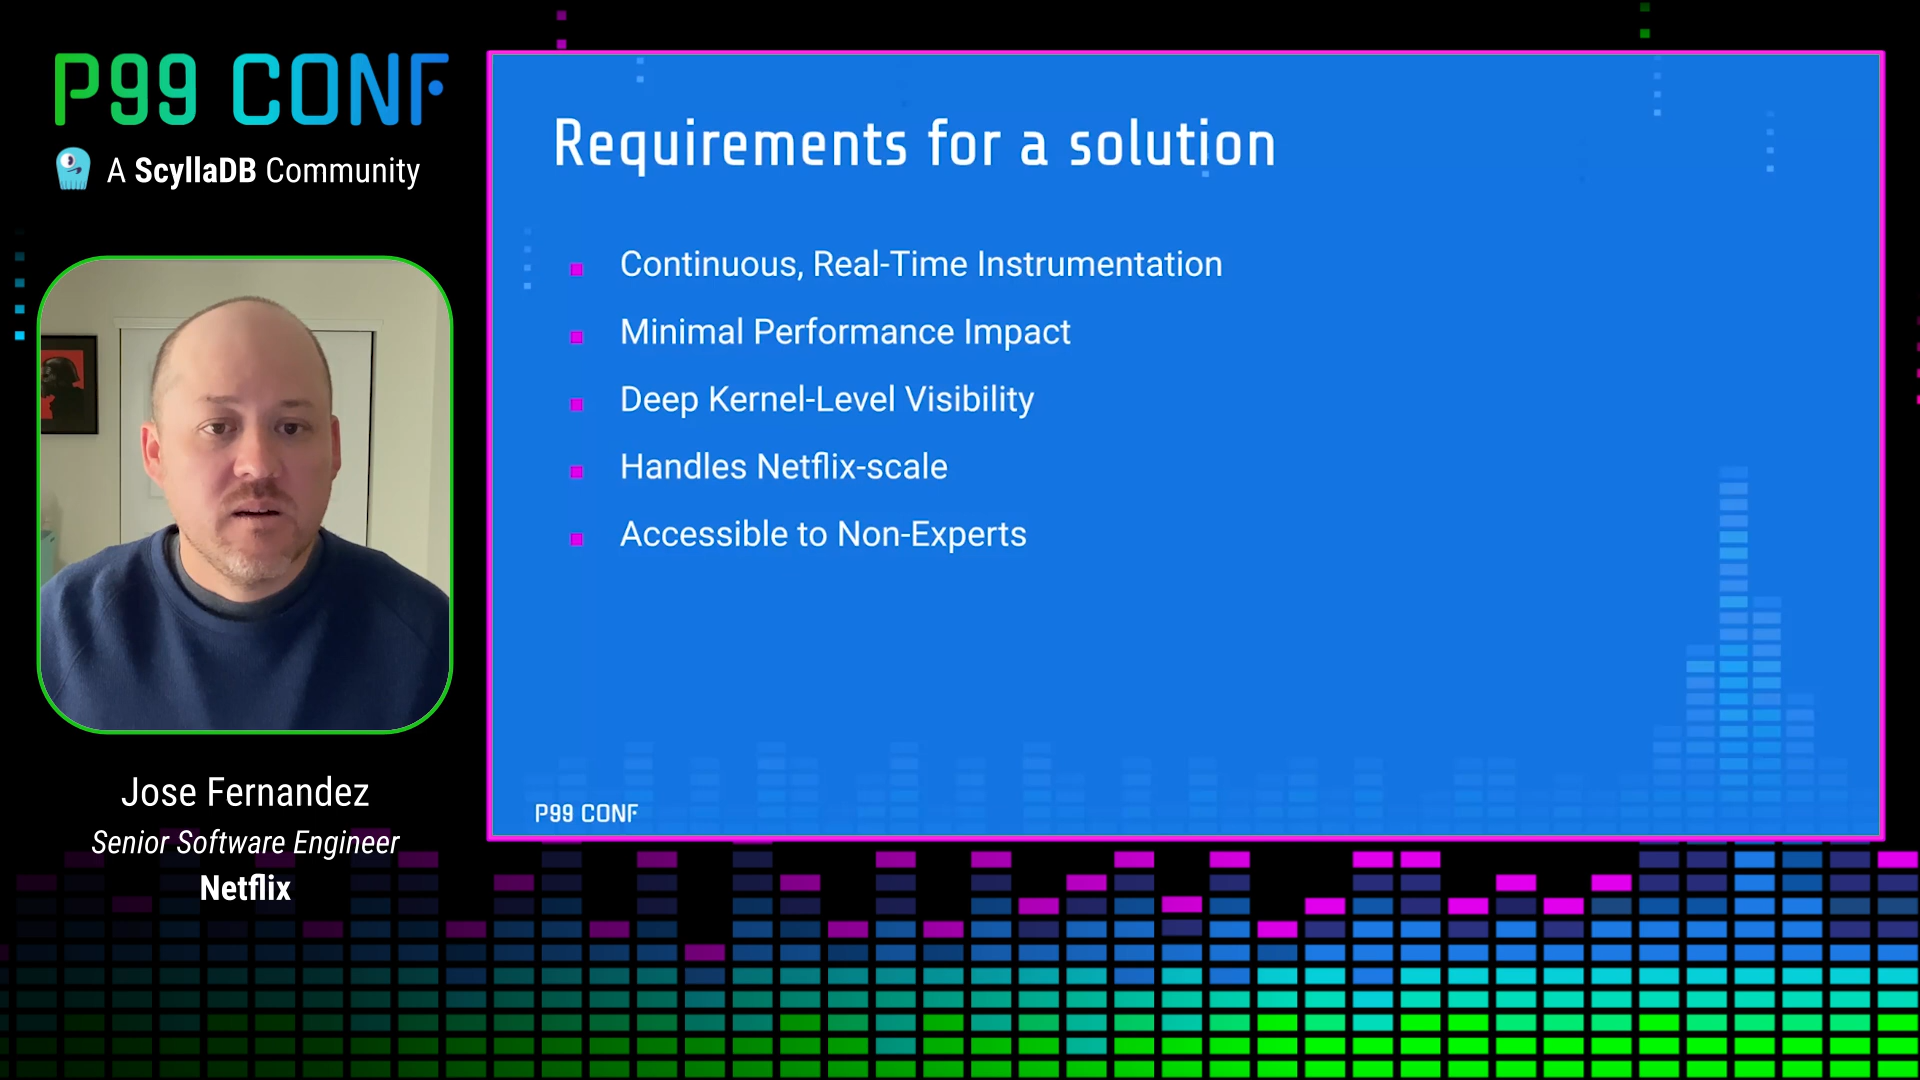 P99 CONF
A ScyllaDB Community
Jose Fernandez
Senior Software Engineer
Netflix
Requirements for a solution
Continuous, Real-Time Instrumentation
Minimal Performance Impact
Deep Kernel-Level Visibility
Handles Netflix-scale
Accessible to Non-Experts
P99 CONF